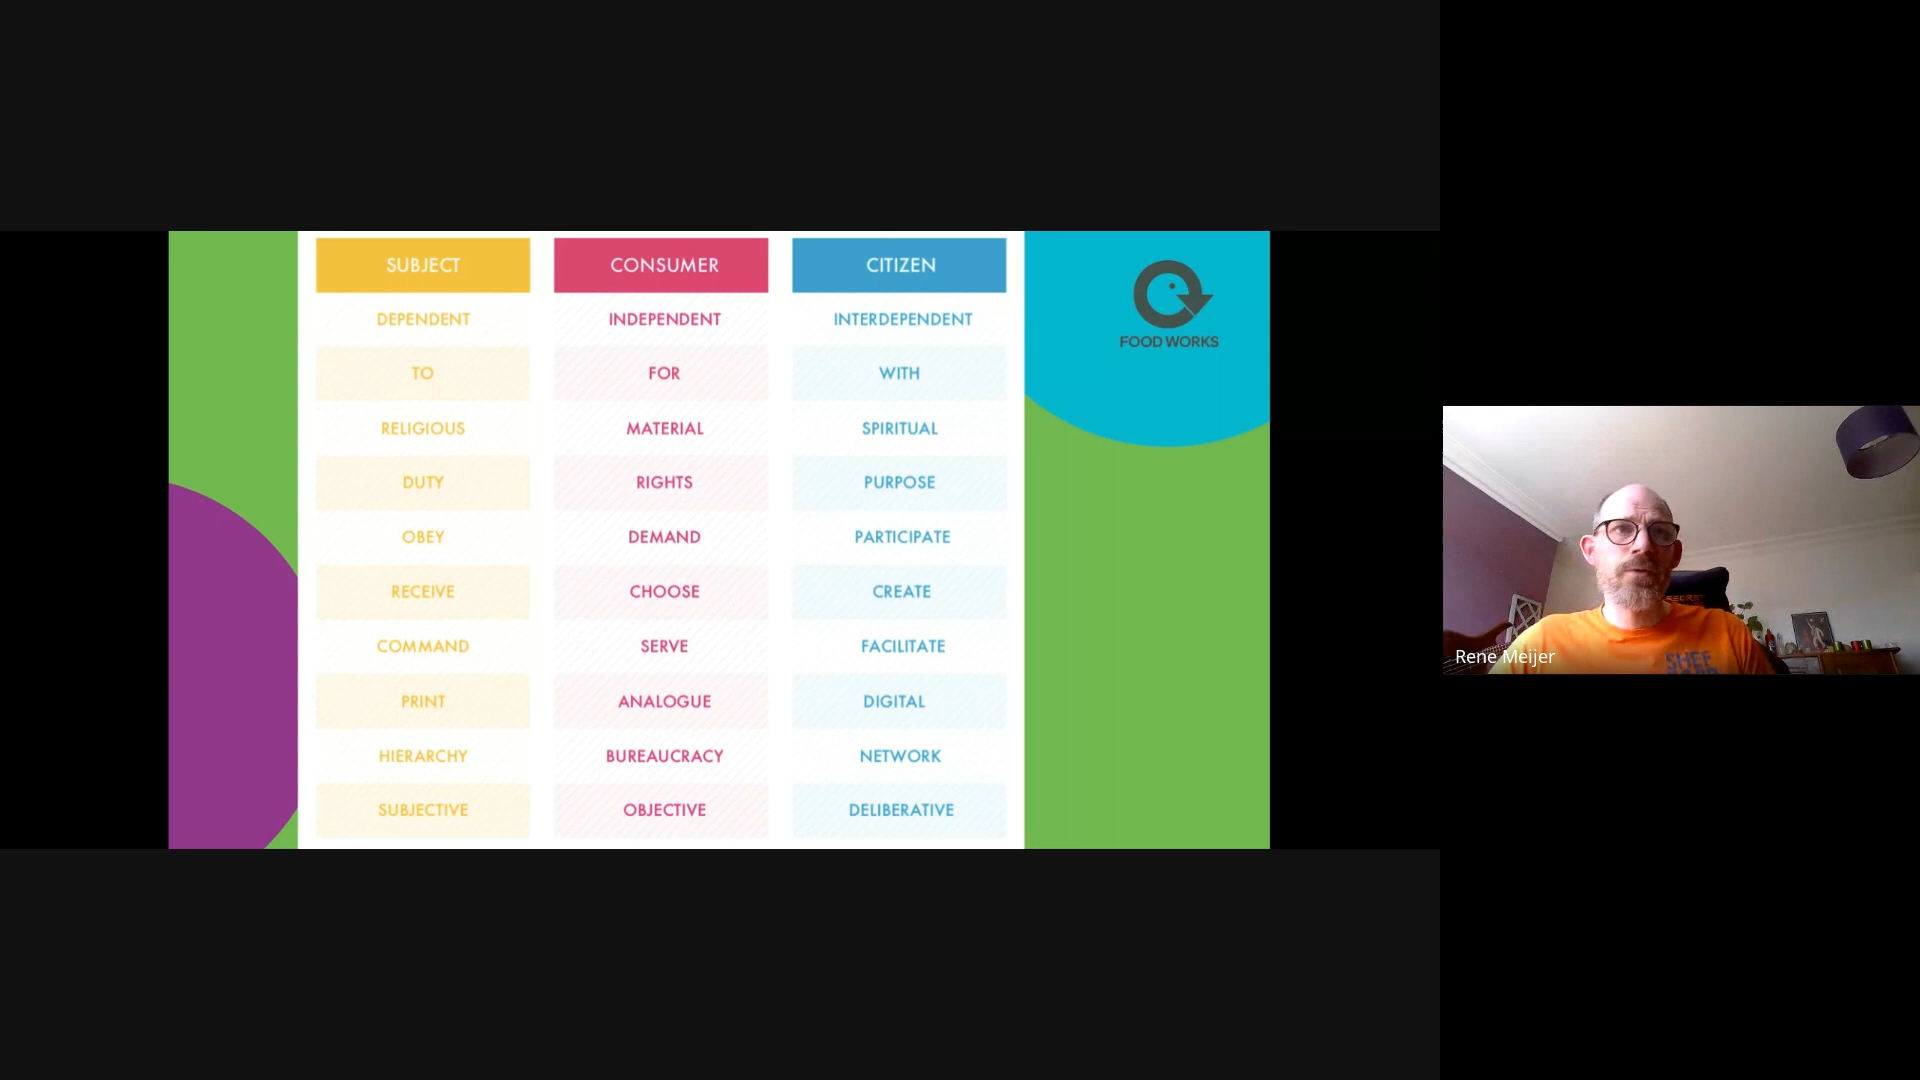 SUBJECT CONSUMER CITIZEN
DEPENDENT INDEPENDENT INTERDEPENDENT
TO FOR WITH
RELIGIOUS MATERIAL SPIRITUAL
DUTY RIGHTS PURPOSE
OBEY DEMAND PARTICIPATE
RECEIVE CHOOSE CREATE
COMMAND SERVE FACILITATE
PRINT ANALOGUE DIGITAL
HIERARCHY BUREAUCRACY NETWORK
SUBJECTIVE OBJECTIVE DELIBERATIVE
FOOD WORKS
Rene Meijer